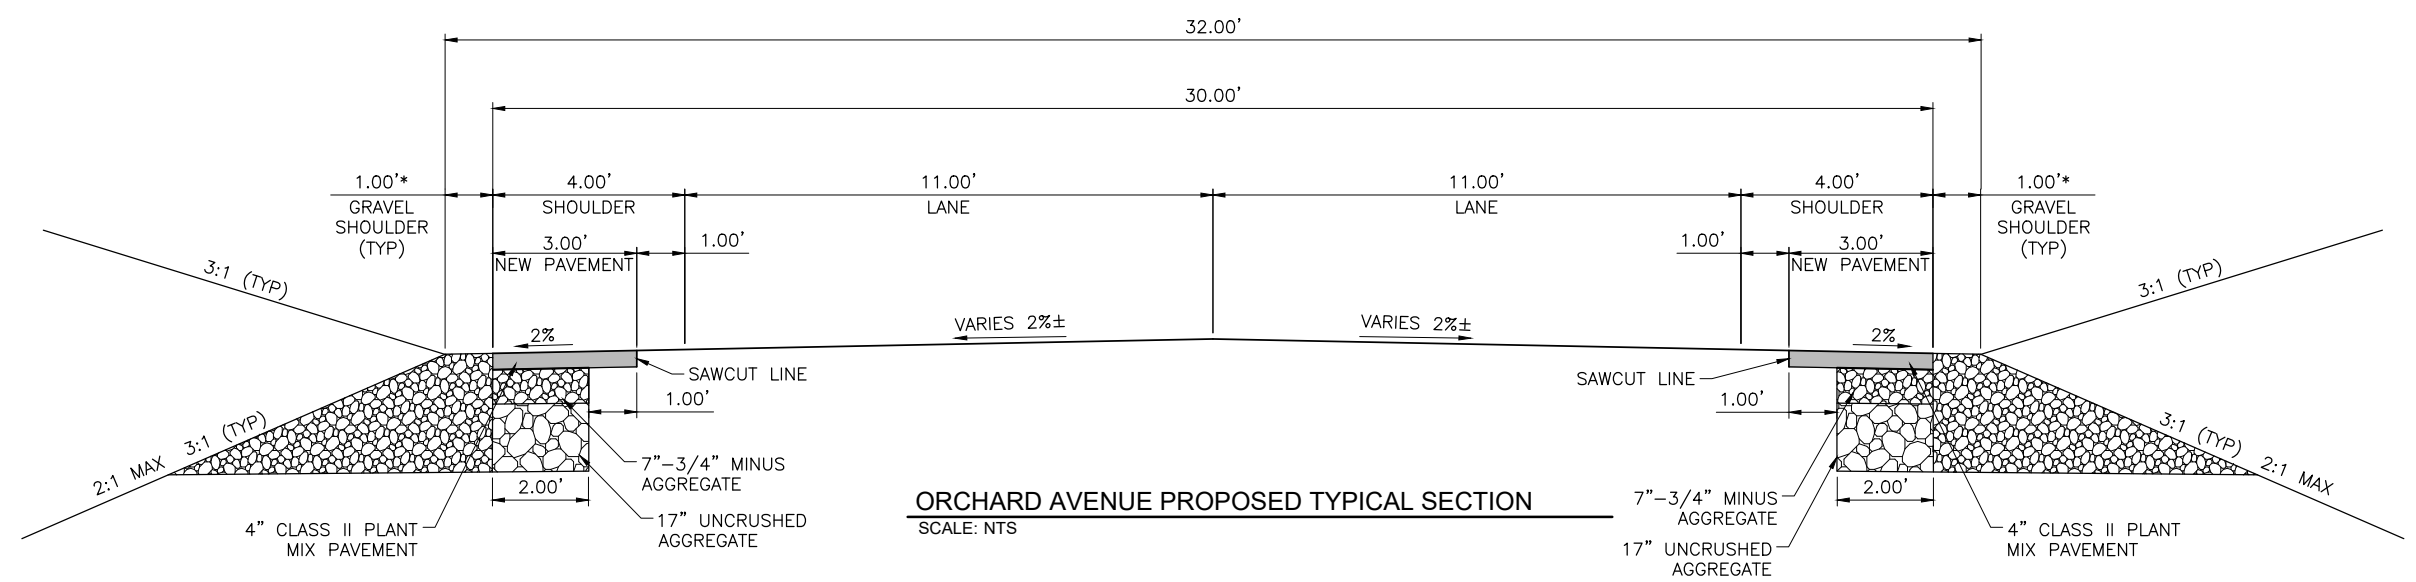 32.00'
30.00'
1.00'* 4.00' 11.00' 11.00' 4.00' 1.00'*
GRAVEL SHOULDER LANE LANE SHOULDER GRAVEL
SHOULDER SHOULDER
(TYP) (TYP)
3.00' 1.00' 1.00' 3.00'
NEW PAVEMENT NEW PAVEMENT
3:1 (TYP) 3:1 (TYP)
2% VARIES 2%± VARIES 2%± 2%
SAWCUT LINE SAWCUT LINE
1.00' 1.00'
3:1 (TYP) 3:1 (TYP)
2:1 MAX 2:1 MAX
7"-3/4" MINUS
AGGREGATE
2.00' 2.00'
17" UNCRUSHED
AGGREGATE
4" CLASS II PLANT
MIX PAVEMENT
ORCHARD AVENUE PROPOSED TYPICAL SECTION
SCALE: NTS
7"-3/4" MINUS
AGGREGATE
17" UNCRUSHED
AGGREGATE
4" CLASS II PLANT
MIX PAVEMENT